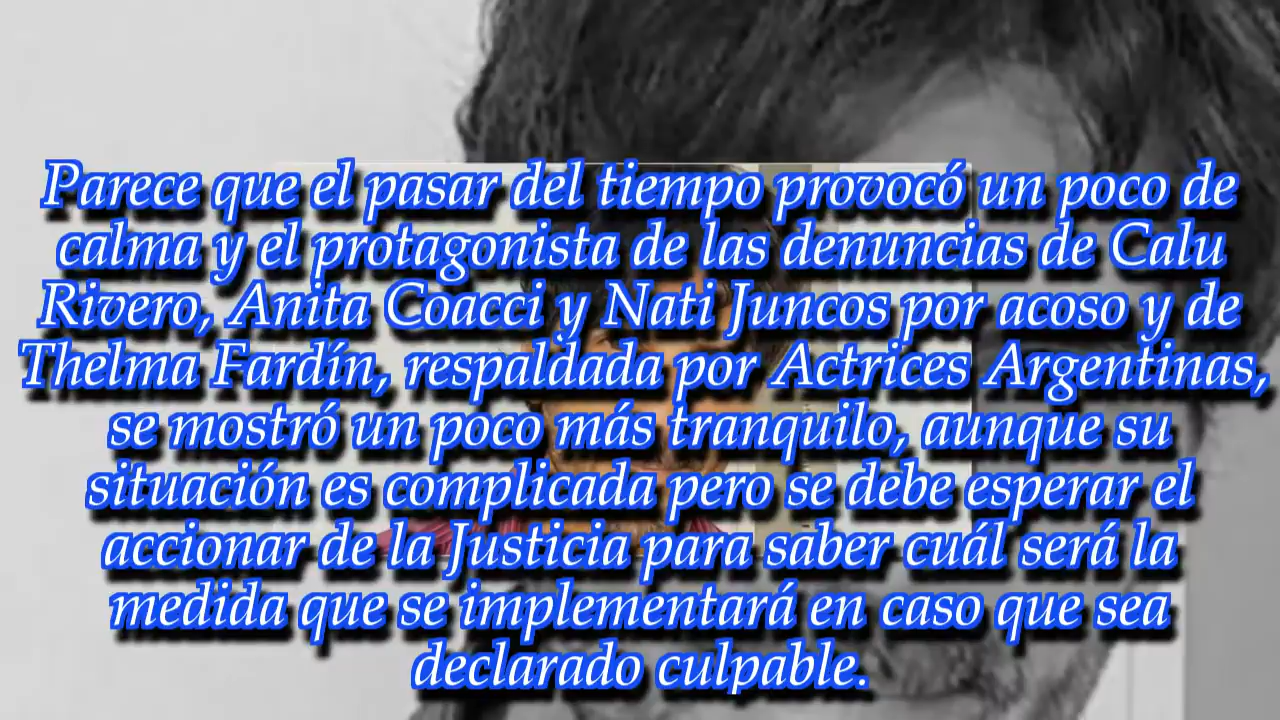 Parece que el pasar del tiempo provocó un poco de
calma y el protagonista de las denuncias de Calu
Rivero, Anita Coacci y Nati Juncos por acoso y de
Thelma Fardín, respaldada por Actrices Argentinas,
se mostró un poco más tranquilo, aunque su
situación es complicada pero se debe esperar el
accionar de la Justicia para saber cuál será la
medida que se implementará en caso que sea
declarado culpable.